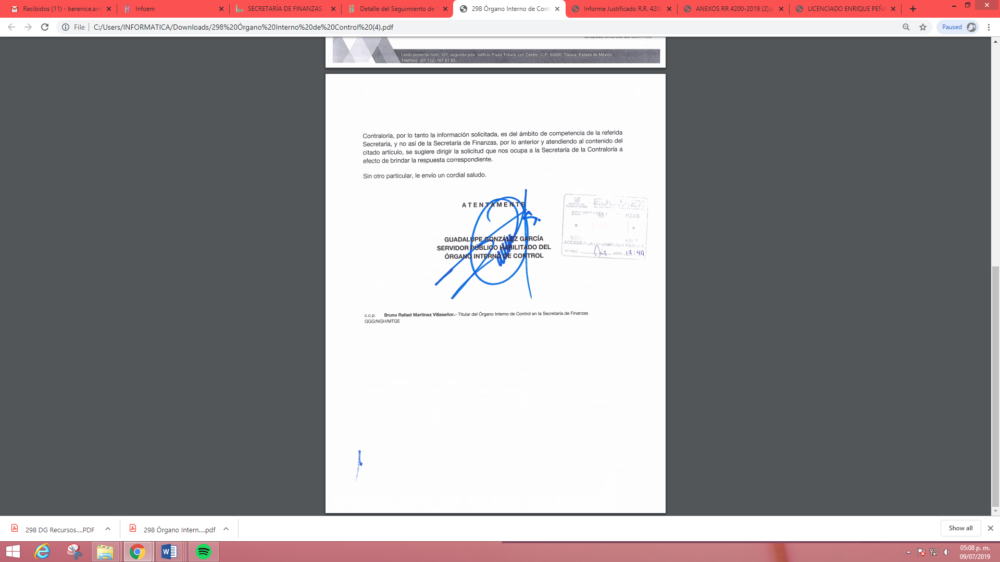 Recibidos (11) - berenice.ant
Infoem
SECRETARÍA DE FINANZAS
Detalle del Seguimiento de
298 Órgano Interno de Cont
Informe Justificado R.R. 420
ANEXOS RR 4200-2019 (2).p
LICENCIADO ENRIQUE PEÑA
File
C:/Users/INFORMATICA/Downloads/298%20Órgano%20Interno%20de%20Control%20(4).pdf
Paused
ÓRGANO INTERNO DE CONTROL
Lerdo poniente núm. 101, segundo piso, edificio Plaza Toluca, col. Centro, C.P. 50000, Toluca, Estado de México.
Teléfono: (01 722) 167 81 85.
Contraloría, por lo tanto la información solicitada, es del ámbito de competencia de la referida
Secretaría, y no así de la Secretaría de Finanzas, por lo anterior y atendiendo al contenido del
citado artículo, se sugiere dirigir la solicitud que nos ocupa a la Secretaría de la Contraloría a
efecto de brindar la respuesta correspondiente.
Sin otro particular, le envío un cordial saludo.
A T E N T A M E N T E
GUADALUPE GONZÁLEZ GARCÍA
SERVIDOR PÚBLICO HABILITADO DEL
ÓRGANO INTERNO DE CONTROL
EDOMEX
SECRETARÍA NZAS
ACCESO A LA INFORMACIÓN PÚBLICA
HORA 13:49
c.c.p. Bruno Rafael Martínez Villaseñor.- Titular del Órgano Interno de Control en la Secretaría de Finanzas
GGG/NGH/MTGE
298 DG Recursos....PDF
298 Órgano Intern....pdf
Show all
05:08 p. m.
09/07/2019